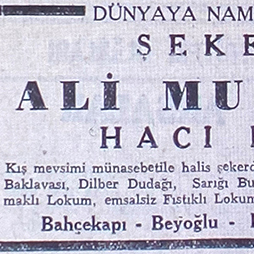 DÜNYAYA NAM
ŞEKE
ALİ MU
HACI
Kış mevsimi münasebetile halis şekerd
Baklavası, Dilber Dudağı, Sarığı Bu
maklı Lokum, emsalsiz Fıstıklı Lokum
Bahçekapı - Beyoğlu -